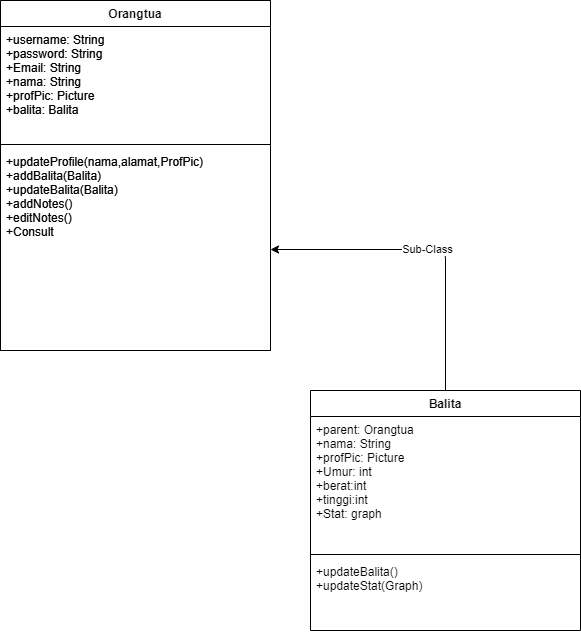 Orangtua
+username: String
+password: String
+Email: String
+nama: String
+profPic: Picture
+balita: Balita
+updateProfile(nama,alamat,ProfPic)
+addBalita(Balita)
+updateBalita(Balita)
+addNotes()
+editNotes()
+Consult
Sub-Class
Balita
+parent: Orangtua
+nama: String
+profPic: Picture
+Umur: int
+berat:int
+tinggi:int
+Stat: graph
+updateBalita()
+updateStat(Graph)